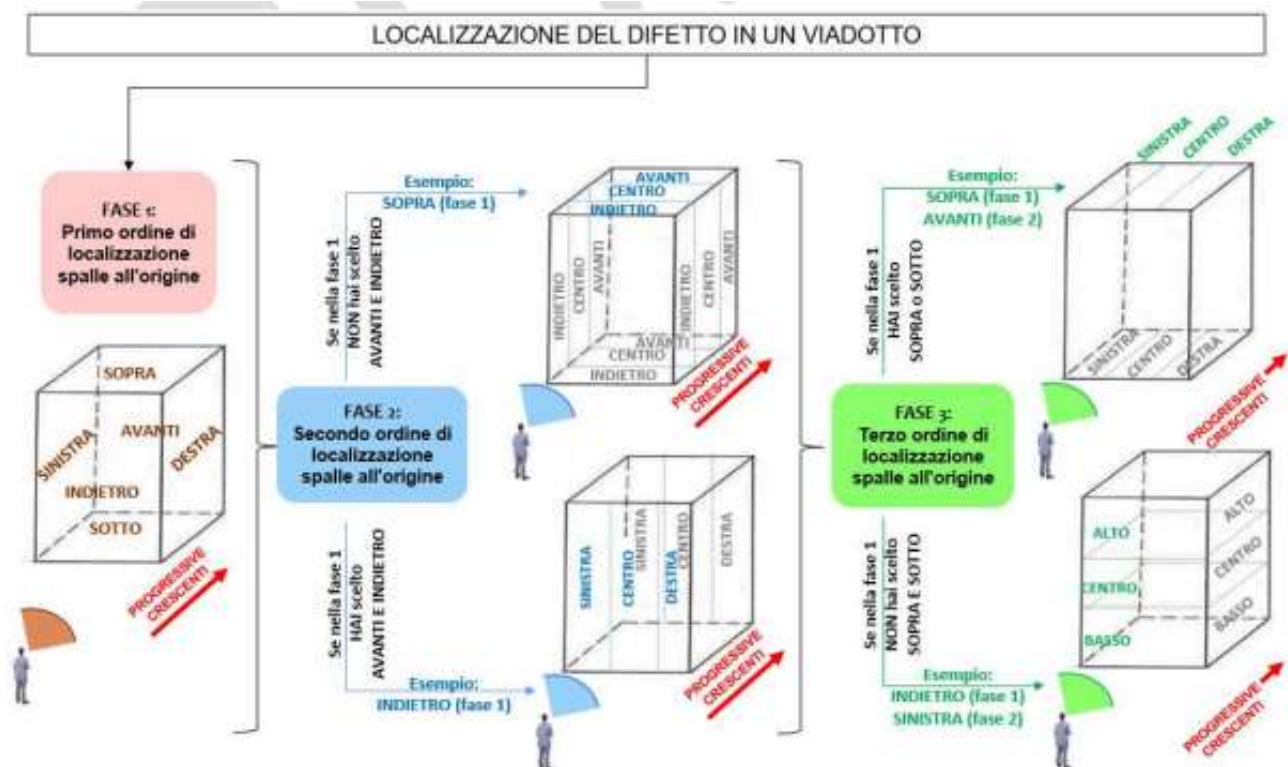 LOCALIZZAZIONE DEL DIFETTO IN UN VIADOTTO
FASE 1:
Primo ordine di
localizzazione
spalle all'origine
SOPRA
AVANTI
SINISTRA
DESTRA
INDIETRO
SOTTO
PROGRESSIVE
CRESCENTI
Se nella fase 1
NON hai scelto
AVANTI E INDIETRO
Esempio:
SOPRA (fase 1)
AVANTI
CENTRO
INDIETRO
INDIETRO
CENTRO
AVANTI
INDIETRO
CENTRO
AVANTI
AVANTI
CENTRO
INDIETRO
PROGRESSIVE
CRESCENTI
FASE 2:
Secondo ordine di
localizzazione
spalle all'origine
Se nella fase 1
HAI scelto
AVANTI E INDIETRO
Esempio:
INDIETRO (fase 1)
SINISTRA
CENTRO
DESTRA
SINISTRA
CENTRO
DESTRA
PROGRESSIVE
CRESCENTI
Se nella fase 1
HAI scelto
SOPRA o SOTTO
Esempio:
SOPRA (fase 1)
AVANTI (fase 2)
SINISTRA
CENTRO
DESTRA
SINISTRA
CENTRO
DESTRA
PROGRESSIVE
CRESCENTI
FASE 3:
Terzo ordine di
localizzazione
spalle all'origine
Se nella fase 1
NON hai scelto
SOPRA E SOTTO
Esempio:
INDIETRO (fase 1)
SINISTRA (fase 2)
ALTO
CENTRO
BASSO
ALTO
CENTRO
BASSO
PROGRESSIVE
CRESCENTI